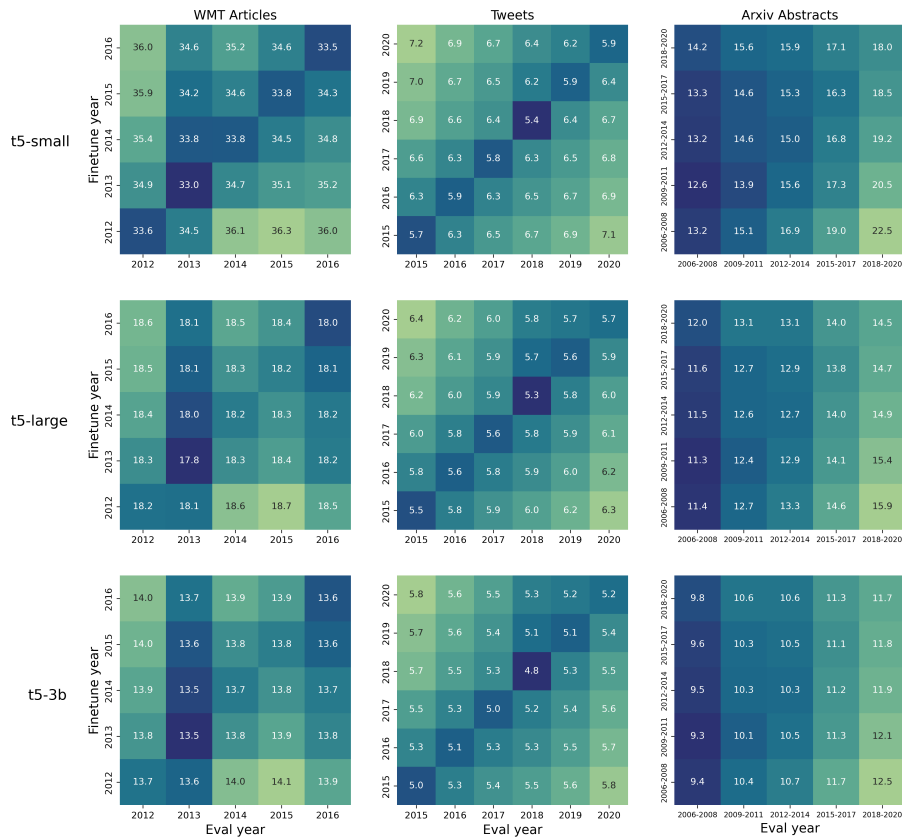 WMT Articles Tweets Arxiv Abstracts
t5-small
Finetune year
2016 36.0 34.6 35.2 34.6 33.5
2015 35.9 34.2 34.6 33.8 34.3
2014 35.4 33.8 33.8 34.5 34.8
2013 34.9 33.0 34.7 35.1 35.2
2012 33.6 34.5 36.1 36.3 36.0
2012 2013 2014 2015 2016
2020 7.2 6.9 6.7 6.4 6.2 5.9
2019 7.0 6.7 6.5 6.2 5.9 6.4
2018 6.9 6.6 6.4 5.4 6.4 6.7
2017 6.6 6.3 5.8 6.3 6.5 6.8
2016 6.3 5.9 6.3 6.5 6.7 6.9
2015 5.7 6.3 6.5 6.7 6.9 7.1
2015 2016 2017 2018 2019 2020
2018-2020 14.2 15.6 15.9 17.1 18.0
2015-2017 13.3 14.6 15.3 16.3 18.5
2012-2014 13.2 14.6 15.0 16.8 19.2
2009-2011 12.6 13.9 15.6 17.3 20.5
2006-2008 13.2 15.1 16.9 19.0 22.5
2006-2008 2009-2011 2012-2014 2015-2017 2018-2020
t5-large
Finetune year
2016 18.6 18.1 18.5 18.4 18.0
2015 18.5 18.1 18.3 18.2 18.1
2014 18.4 18.0 18.2 18.3 18.2
2013 18.3 17.8 18.3 18.4 18.2
2012 18.2 18.1 18.6 18.7 18.5
2012 2013 2014 2015 2016
2020 6.4 6.2 6.0 5.8 5.7 5.7
2019 6.3 6.1 5.9 5.7 5.6 5.9
2018 6.2 6.0 5.9 5.3 5.8 6.0
2017 6.0 5.8 5.6 5.8 5.9 6.1
2016 5.8 5.6 5.8 5.9 6.0 6.2
2015 5.5 5.8 5.9 6.0 6.2 6.3
2015 2016 2017 2018 2019 2020
2018-2020 12.0 13.1 13.1 14.0 14.5
2015-2017 11.6 12.7 12.9 13.8 14.7
2012-2014 11.5 12.6 12.7 14.0 14.9
2009-2011 11.3 12.4 12.9 14.1 15.4
2006-2008 11.4 12.7 13.3 14.6 15.9
2006-2008 2009-2011 2012-2014 2015-2017 2018-2020
t5-3b
Finetune year
2016 14.0 13.7 13.9 13.9 13.6
2015 14.0 13.6 13.8 13.8 13.6
2014 13.9 13.5 13.7 13.8 13.7
2013 13.8 13.5 13.8 13.9 13.8
2012 13.7 13.6 14.0 14.1 13.9
2012 2013 2014 2015 2016
Eval year
2020 5.8 5.6 5.5 5.3 5.2 5.2
2019 5.7 5.6 5.4 5.1 5.1 5.4
2018 5.7 5.5 5.3 4.8 5.3 5.5
2017 5.5 5.3 5.0 5.2 5.4 5.6
2016 5.3 5.1 5.3 5.3 5.5 5.7
2015 5.0 5.3 5.4 5.5 5.6 5.8
2015 2016 2017 2018 2019 2020
Eval year
2018-2020 9.8 10.6 10.6 11.3 11.7
2015-2017 9.6 10.3 10.5 11.2 11.8
2012-2014 9.5 10.3 10.3 11.2 11.9
2009-2011 9.3 10.1 10.5 11.3 12.1
2006-2008 9.4 10.4 10.7 11.7 12.5
2006-2008 2009-2011 2012-2014 2015-2017 2018-2020
Eval year